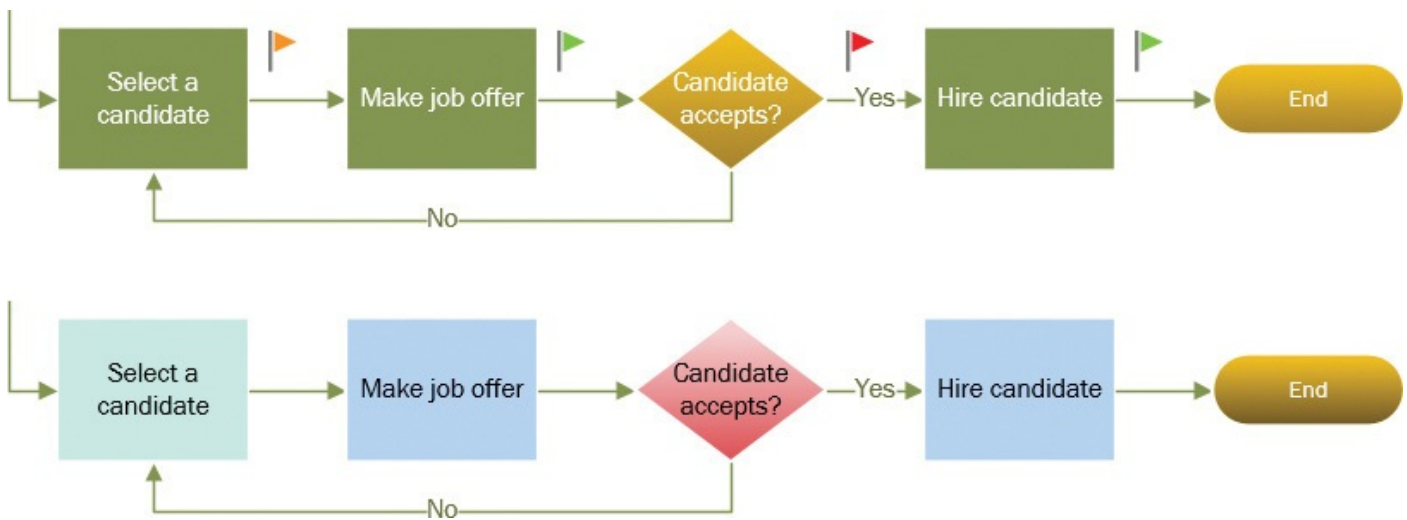 Select a
candidate
Make job offer
Candidate
accepts?
Yes
Hire candidate
End
No
Select a
candidate
Make job offer
Candidate
accepts?
Yes
Hire candidate
End
No